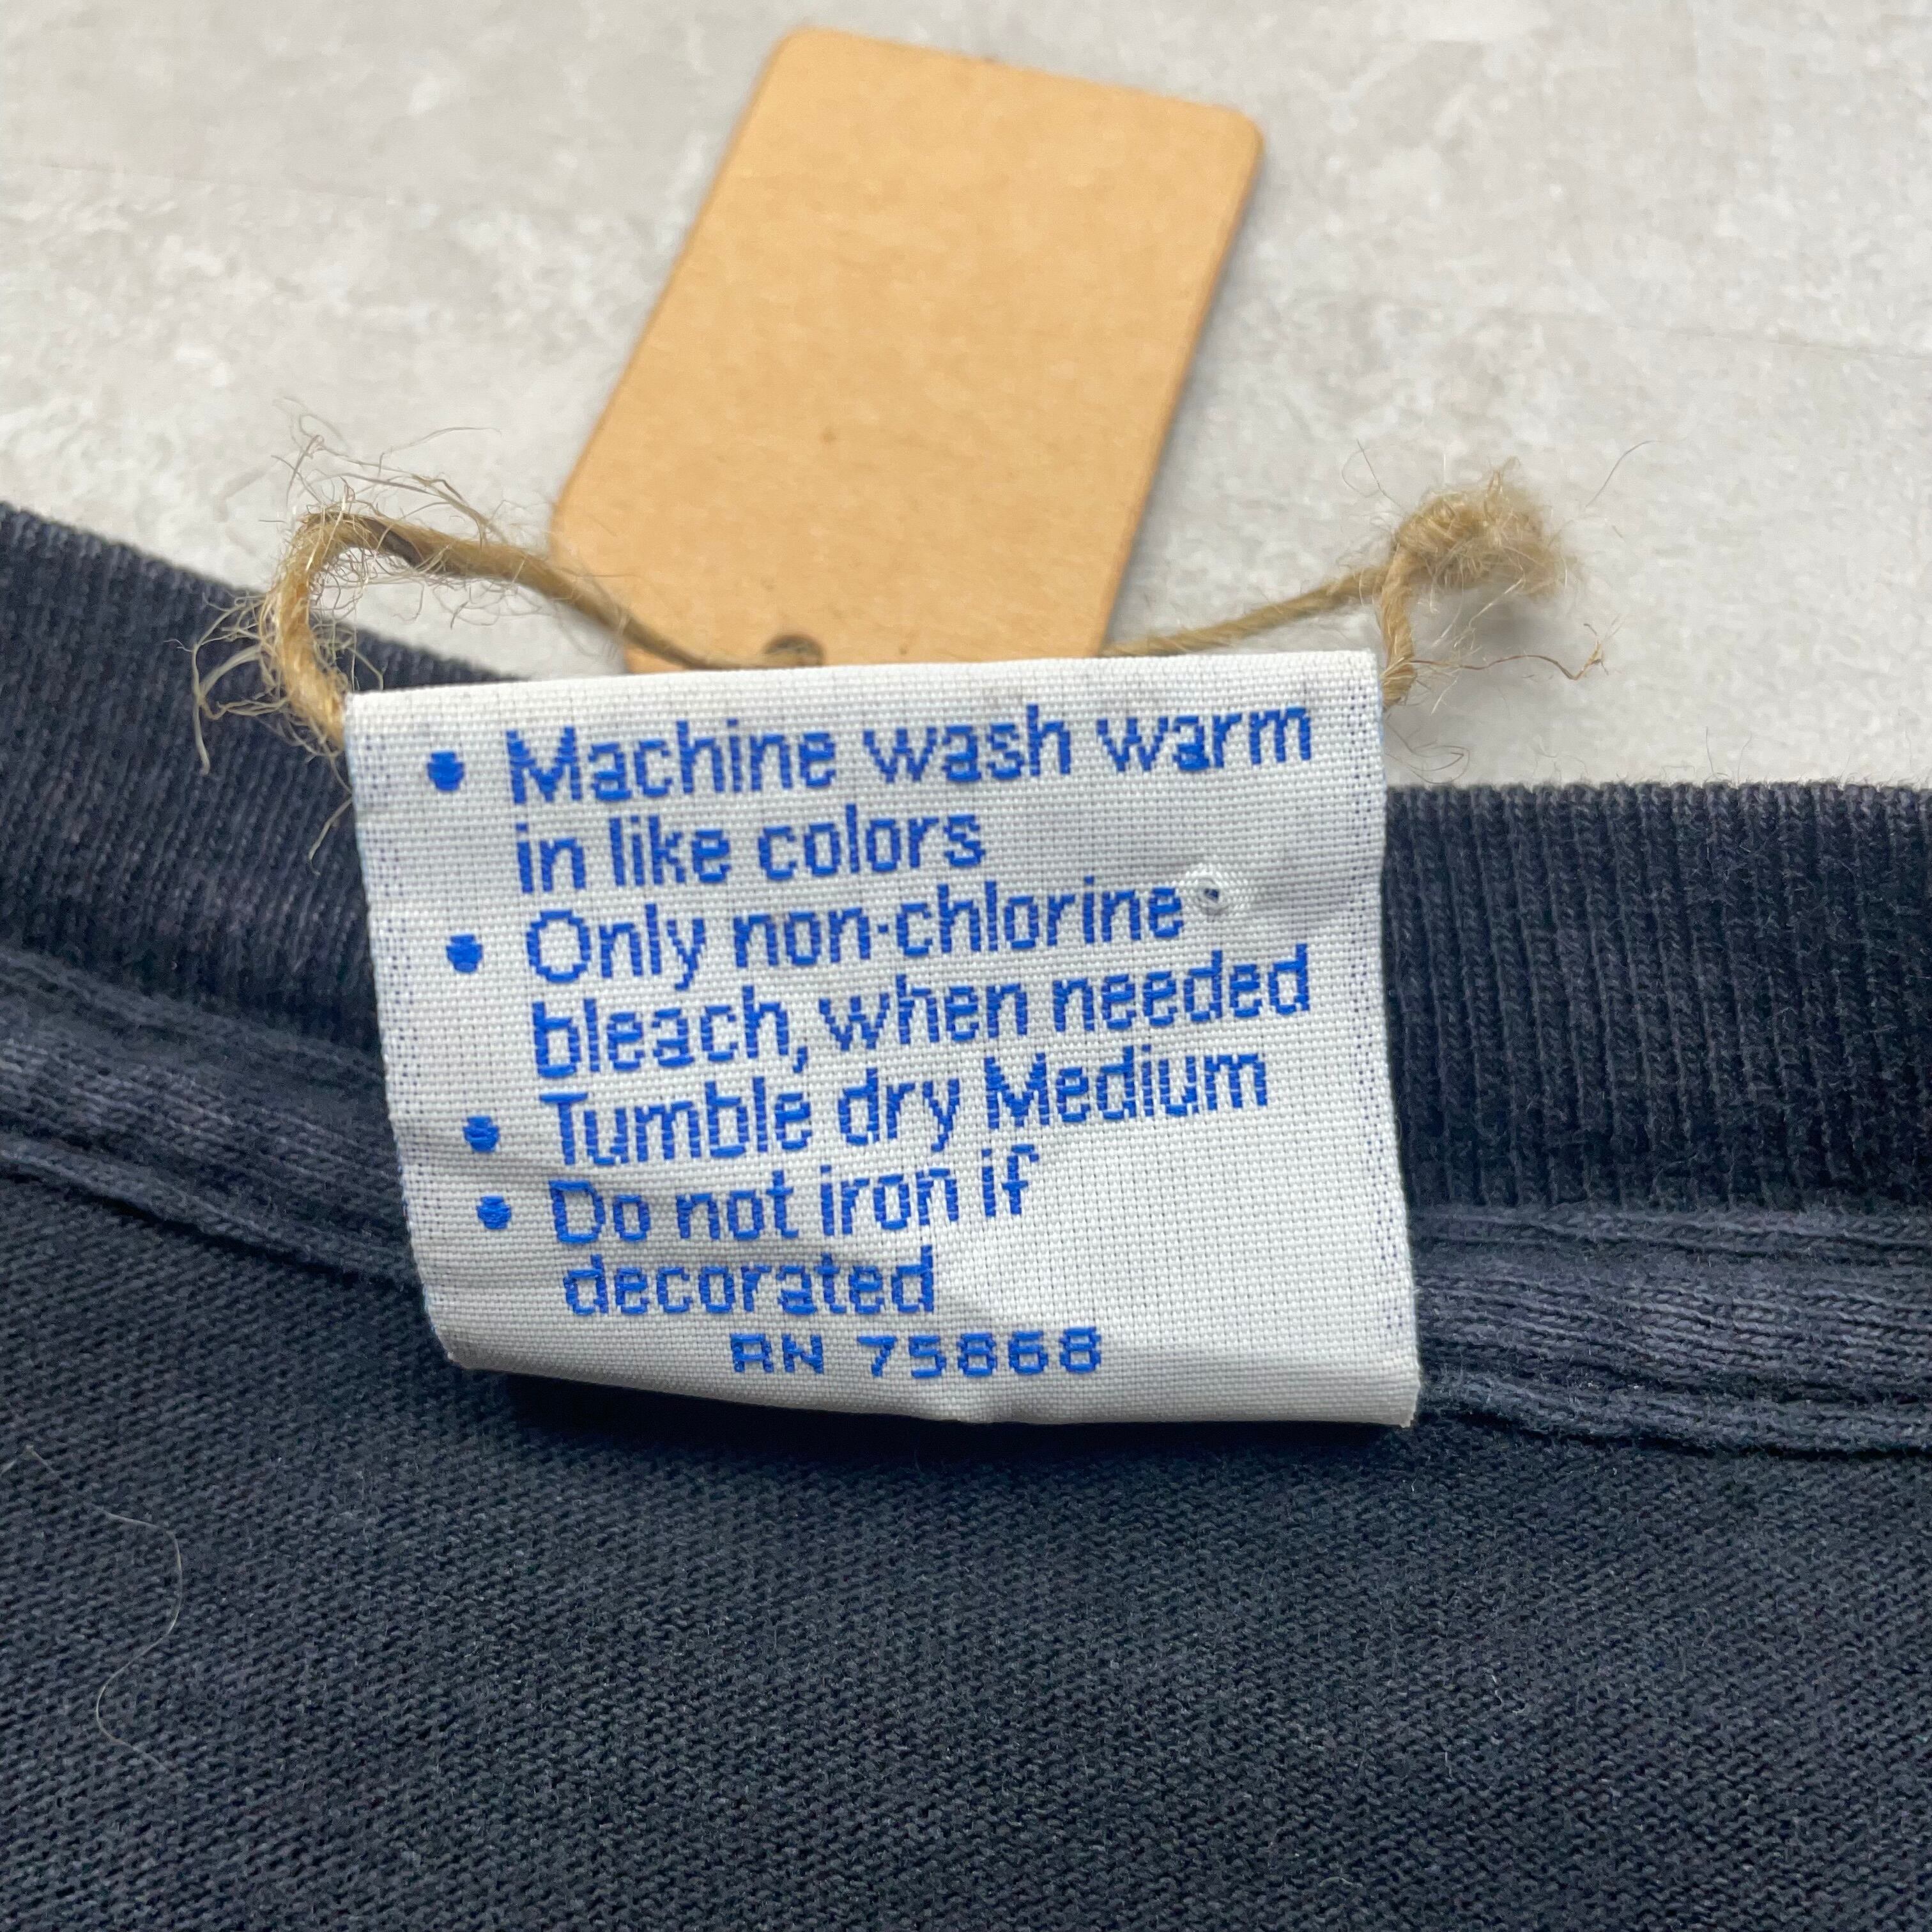 • Machine wash warm
in like colors
• Only non-chlorine
bleach, when needed
• Tumble dry Medium
• Do not iron if
decorated
RN 75868